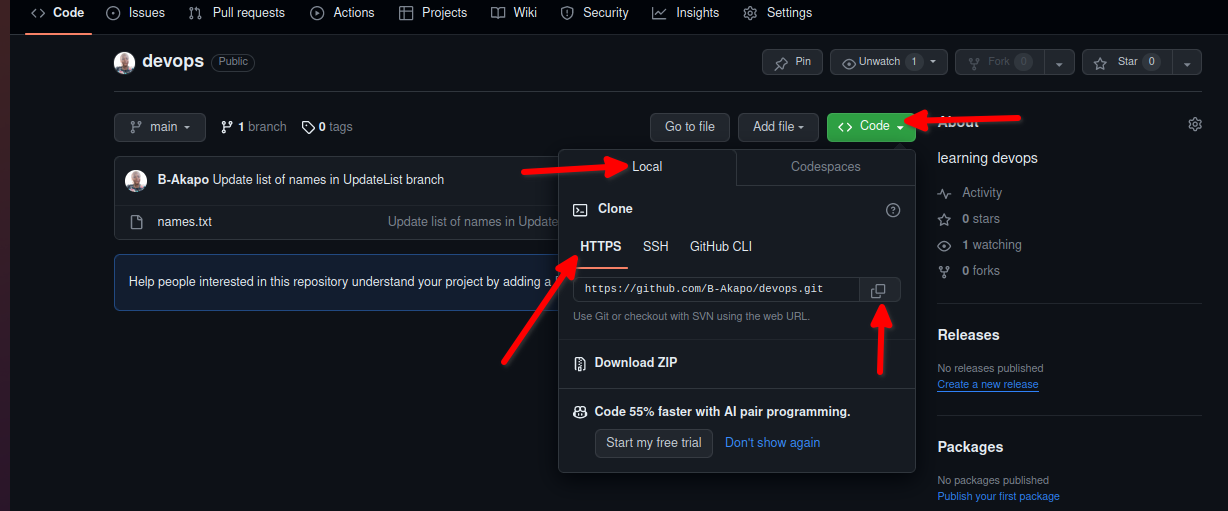 Code Issues Pull requests Actions Projects Wiki Security Insights Settings
devops Public Pin Unwatch 1 Fork 0 Star 0
main 1 branch 0 tags Go to file Add file Code About
learning devops
Local Codespaces
B-Akapo Update list of names in UpdateList branch
Activity
Clone
names.txt Update list of names in Update
0 stars
HTTPS SSH GitHub CLI
1 watching
0 forks
Help people interested in this repository understand your project by adding a
https://github.com/B-Akapo/devops.git
Use Git or checkout with SVN using the web URL.
Releases
Download ZIP
No releases published
Create a new release
Code 55% faster with AI pair programming.
Start my free trial Don't show again
Packages
No packages published
Publish your first package